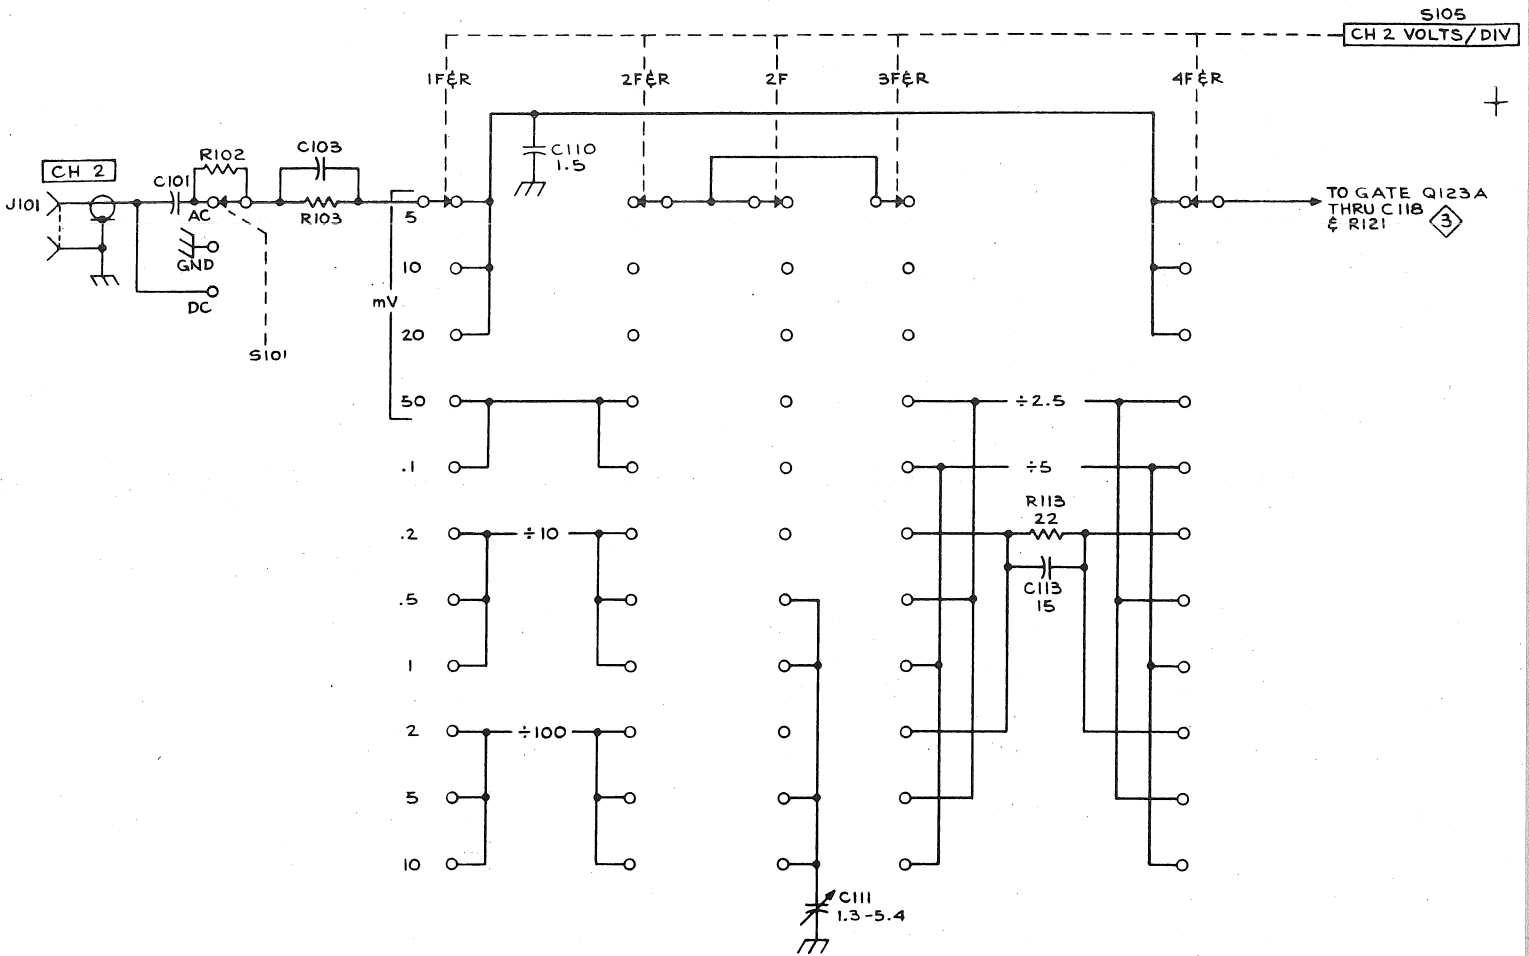 S105
CH 2 VOLTS/DIV
1F&R
2F&R
2F
3F&R
4F&R
CH 2
J101
C101
R102
C103
R103
C110
1.5
AC
GND
DC
S101
TO GATE Q123A
THRU C118
& R121
3
mV
5
10
20
50
÷2.5
.1
÷5
R113
22
.2
÷10
C113
15
.5
1
2
÷100
5
10
C111
1.3-5.4